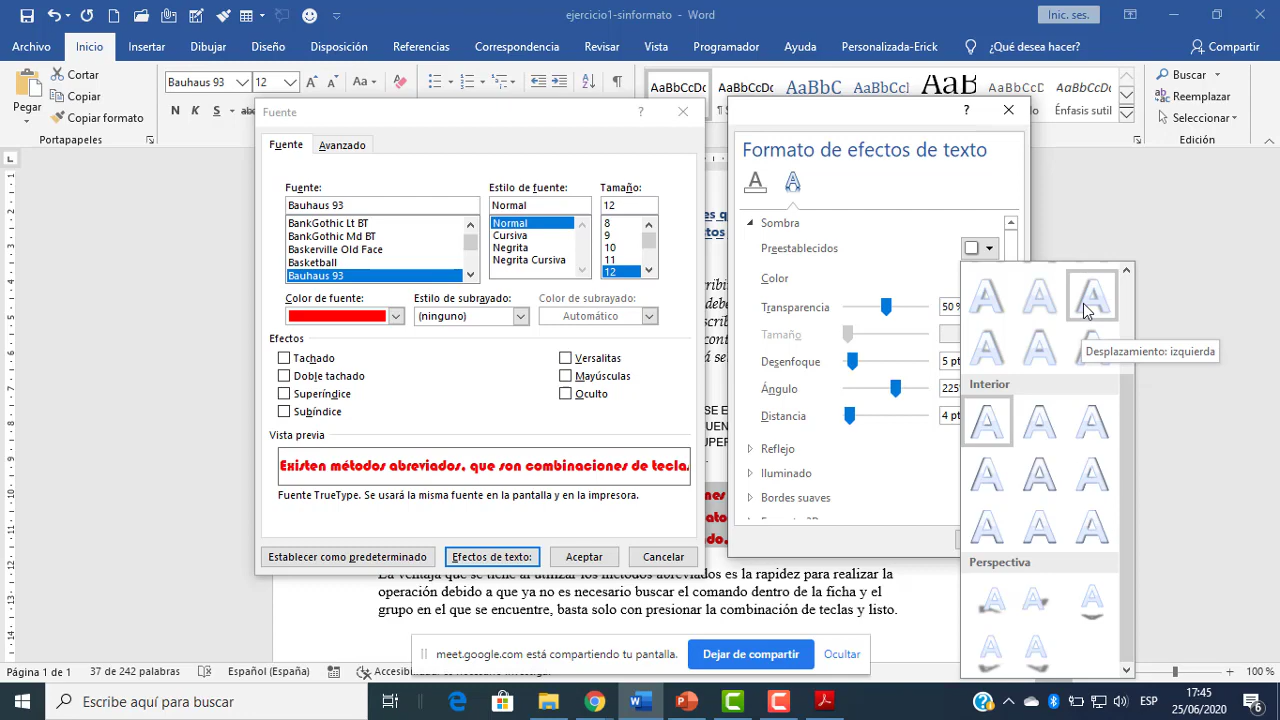 ejercicio1-sinformato - Word
Inic. ses.
Archivo Inicio Insertar Dibujar Diseño Disposición Referencias Correspondencia Revisar Vista Programador Ayuda Personaliza-Erick ¿Qué desea hacer? Compartir
Pegar
Cortar
Copiar
Copiar formato
Portapapeles
Bauhaus 93 12 Aa
N K S
AaBbCcl AaBbC AaBbCcl AaB AaBbCcD AaBbCcDc
Énfasis sutil
Buscar
Reemplazar
Seleccionar
Edición
Fuente
Fuente Avanzado
Fuente: Estilo de fuente: Tamaño:
Bauhaus 93 Normal 12
BankGothic Lt BT
BankGothic Md BT
Baskerville Old Face
Basketball
Bauhaus 93
Normal
Cursiva
Negrita
Negrita Cursiva
8
9
10
11
12
Color de fuente: Estilo de subrayado: Color de subrayado:
(ninguno) Automático
Efectos
Tachado
Doble tachado
Superíndice
Subíndice
Versalitas
Mayúsculas
Oculto
Vista previa
Existen métodos abreviados, que son combinaciones de teclas
Fuente TrueType. Se usará la misma fuente en la pantalla y en la impresora.
Establecer como predeterminado Efectos de texto: Aceptar Cancelar
Formato de efectos de texto
Sombra
Preestablecidos
Color
Transparencia 50 %
Tamaño
Desenfoque 5 pt
Ángulo 225°
Distancia 4 pt
Reflejo
Iluminado
Bordes suaves
Desplazamiento: izquierda
Interior
Perspectiva
La ventaja que se tiene al utilizar los métodos abreviados es la rapidez para realizar la
operación debido a que ya no es necesario buscar el comando dentro de la ficha y el
grupo en el que se encuentre, basta solo con presionar la combinación de teclas y listo.
meet.google.com está compartiendo tu pantalla. Dejar de compartir Ocultar
Página 1 de 1 37 de 242 palabras Español (España) 100 %
Escribe aquí para buscar
ESP
17:45
25/06/2020
6